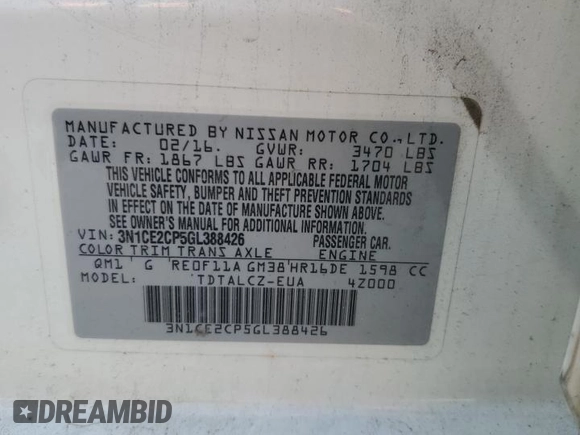 MANUFACTURED BY NISSAN MOTOR CO.,LTD.
DATE: 02/16. GVWR: 3470 LBS
GAWR FR: 1867 LBS GAWR RR: 1704 LBS
THIS VEHICLE CONFORMS TO ALL APPLICABLE FEDERAL MOTOR
VEHICLE SAFETY, BUMPER AND THEFT PREVENTION STANDARDS
IN EFFECT ON THE DATE OF MANUFACTURE SHOWN ABOVE.
SEE OWNER'S MANUAL FOR ADDITIONAL INFORMATION.
VIN: 3N1CE2CP5GL388426 PASSENGER CAR.
COLOR TRIM TRANS AXLE ENGINE
QM1 G RE0F11A GM38 HR16DE 1598 CC
MODEL: TDTALCZ-EUA 4Z000
3N1CE2CP5GL388426
DREAMBID